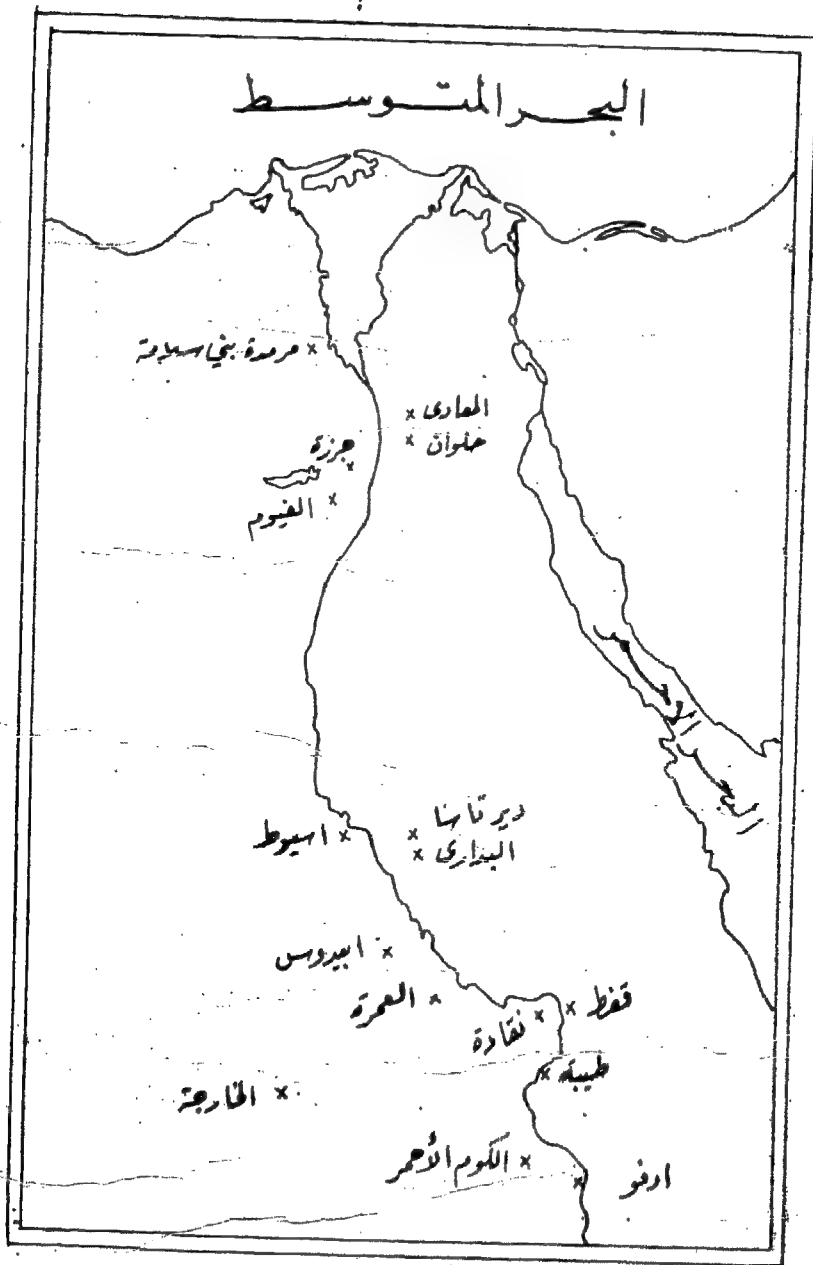 البحر المتوسط
مرمدة بني سلامة
المعادى
حلوان
جرزة
الفيوم
البحر
الأحمر
دير تاسا
البدارى
اسيوط
ابيدوس
العمرة
قفط
نقادة
طيبة
الخارجة
الكوم الأحمر
ادفو